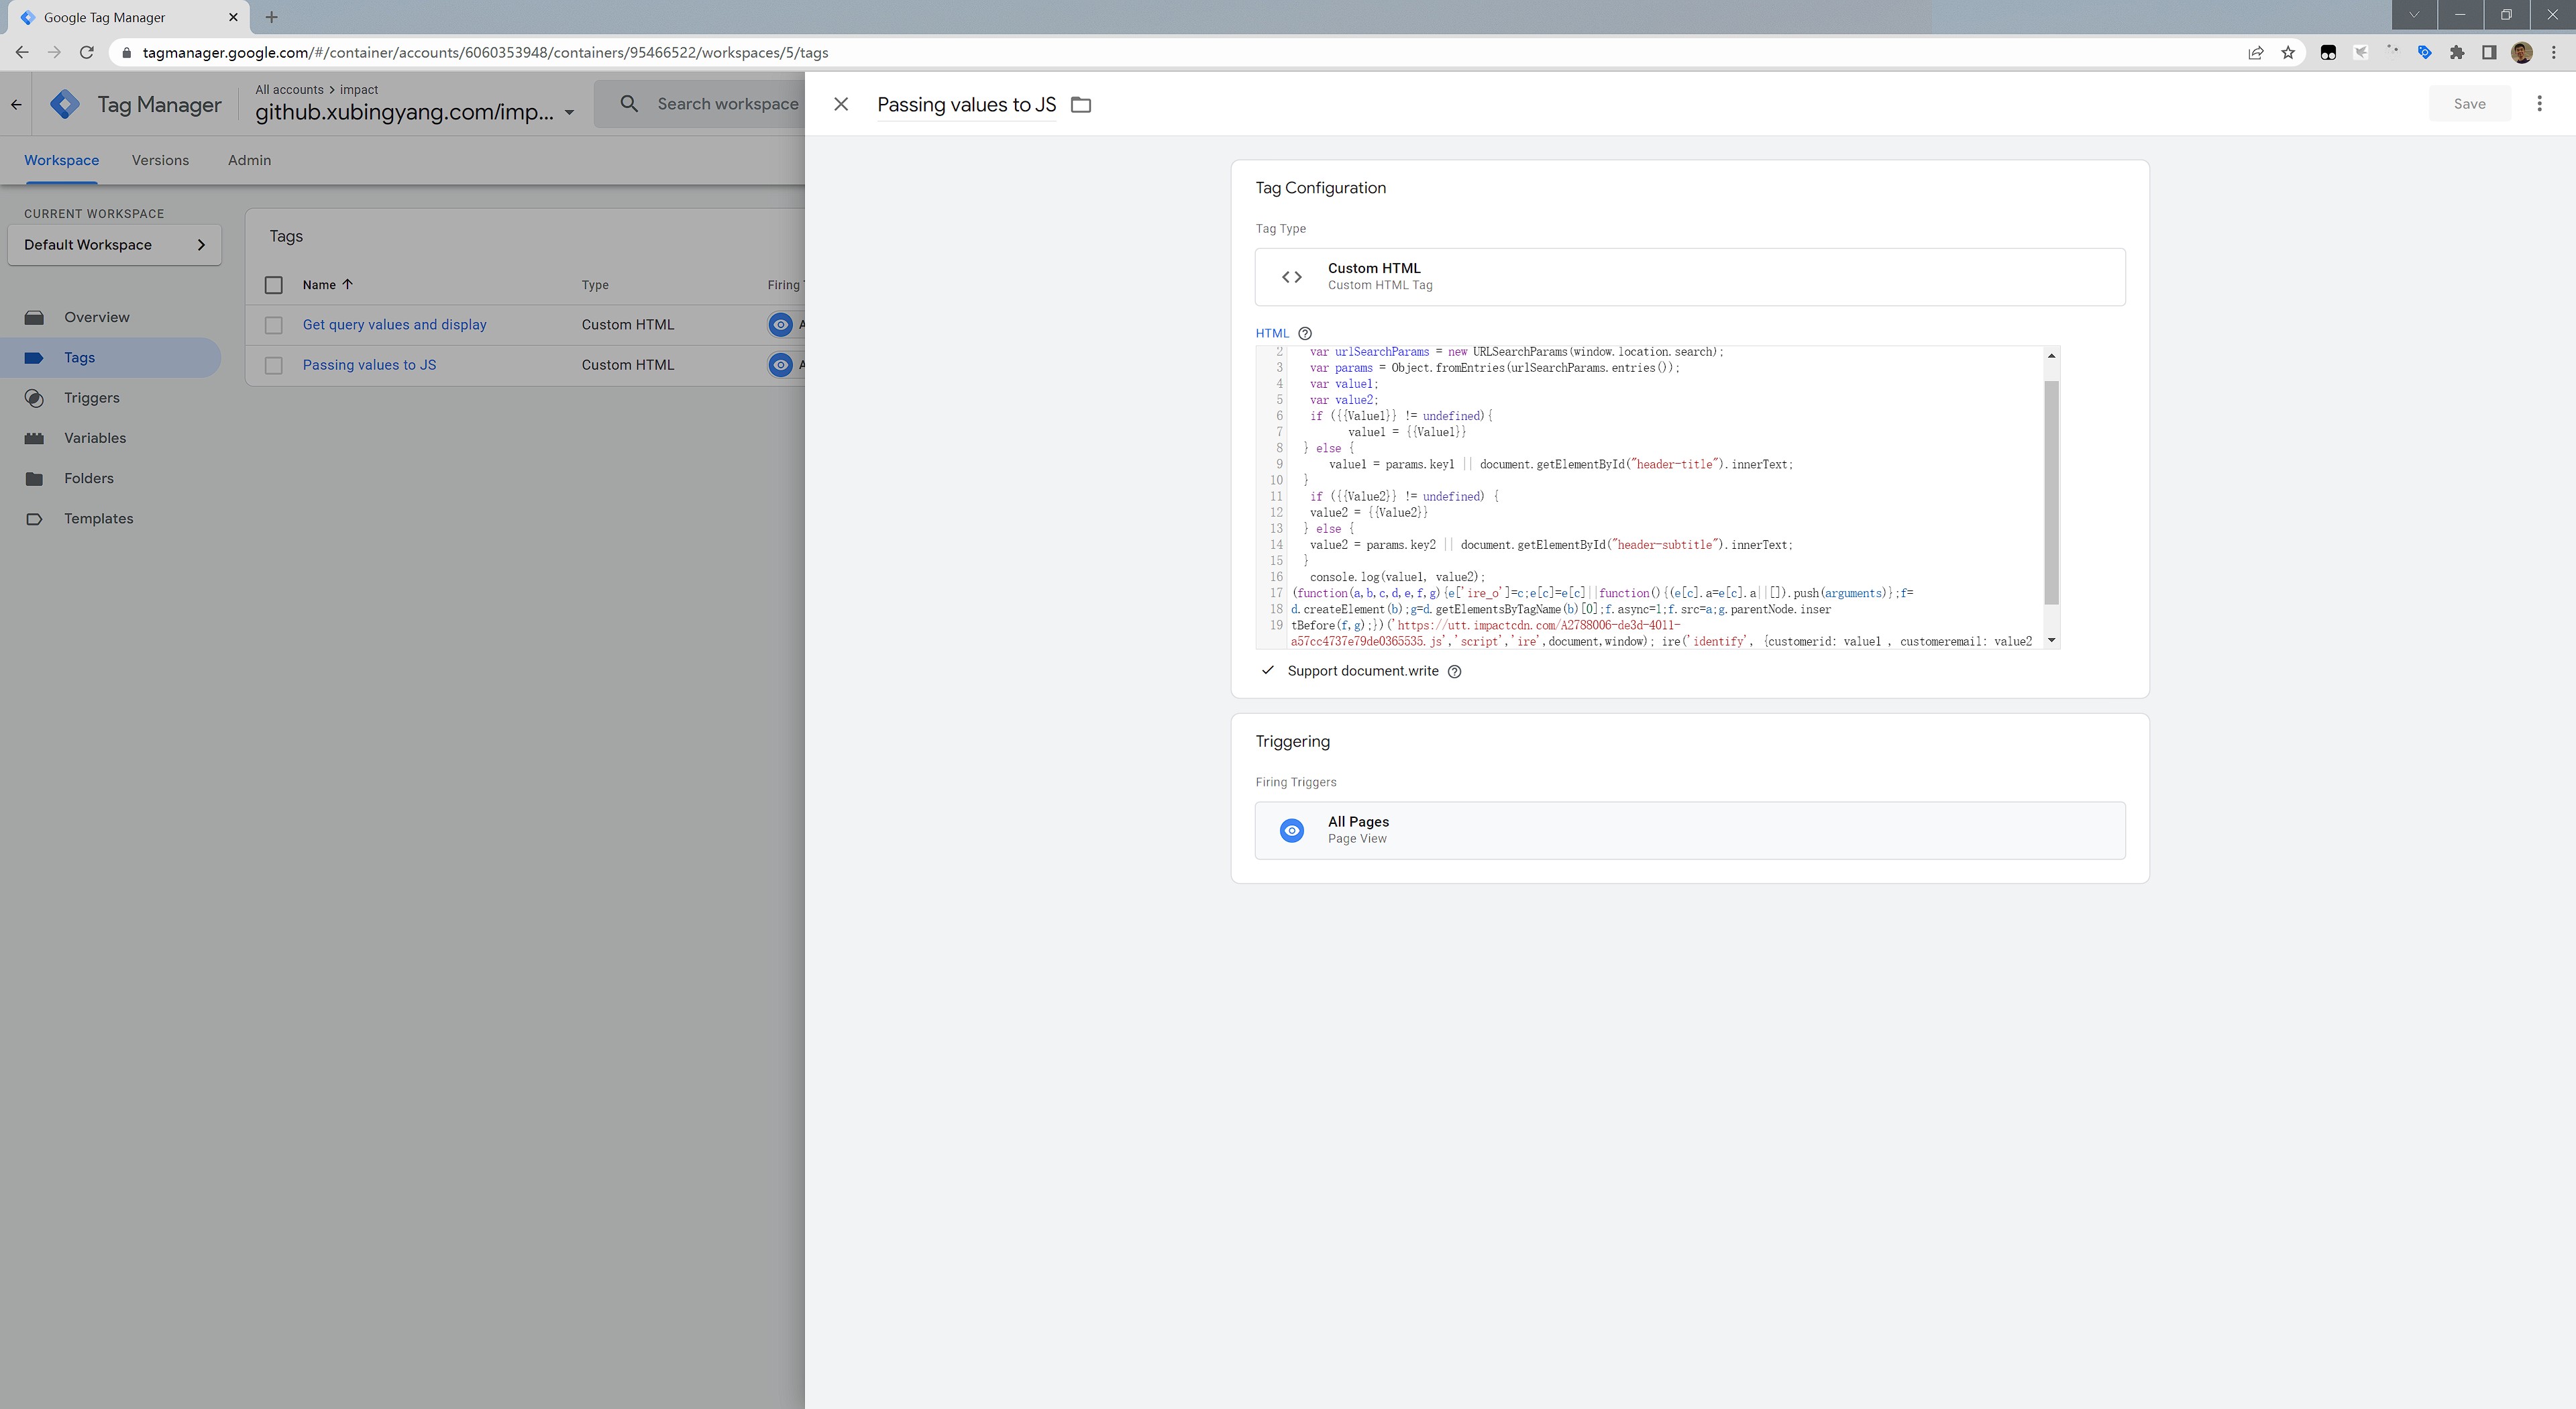 Google Tag Manager
tagmanager.google.com/#/container/accounts/6060353948/containers/95466522/workspaces/5/tags
Tag Manager
All accounts > impact
github.xubingyang.com/imp...
Search workspace
Passing values to JS
Save
Workspace
Versions
Admin
CURRENT WORKSPACE
Default Workspace
Overview
Tags
Triggers
Variables
Folders
Templates
Tags
Name
Type
Firing
Get query values and display
Custom HTML
A
Passing values to JS
Custom HTML
A
Tag Configuration
Tag Type
Custom HTML
Custom HTML Tag
HTML
2 var urlSearchParams = new URLSearchParams(window.location.search);
3 var params = Object.fromEntries(urlSearchParams.entries());
4 var value1;
5 var value2;
6 if ({{Value1}} != undefined){
7 value1 = {{Value1}}
8 } else {
9 value1 = params.key1 || document.getElementById("header-title").innerText;
10 }
11 if ({{Value2}} != undefined) {
12 value2 = {{Value2}}
13 } else {
14 value2 = params.key2 || document.getElementById("header-subtitle").innerText;
15 }
16 console.log(value1, value2);
17 (function(a,b,c,d,e,f,g){e['ire_o']=c;e[c]=e[c]||function(){(e[c].a=e[c].a||[]).push(arguments)};f=
18 d.createElement(b);g=d.getElementsByTagName(b)[0];f.async=1;f.src=a;g.parentNode.inser
19 tBefore(f,g);})('https://utt.impactcdn.com/A2788006-de3d-4011-
a57cc4737e79de0365535.js','script','ire',document,window); ire('identify', {customerid: value1 , customeremail: value2
Support document.write
Triggering
Firing Triggers
All Pages
Page View